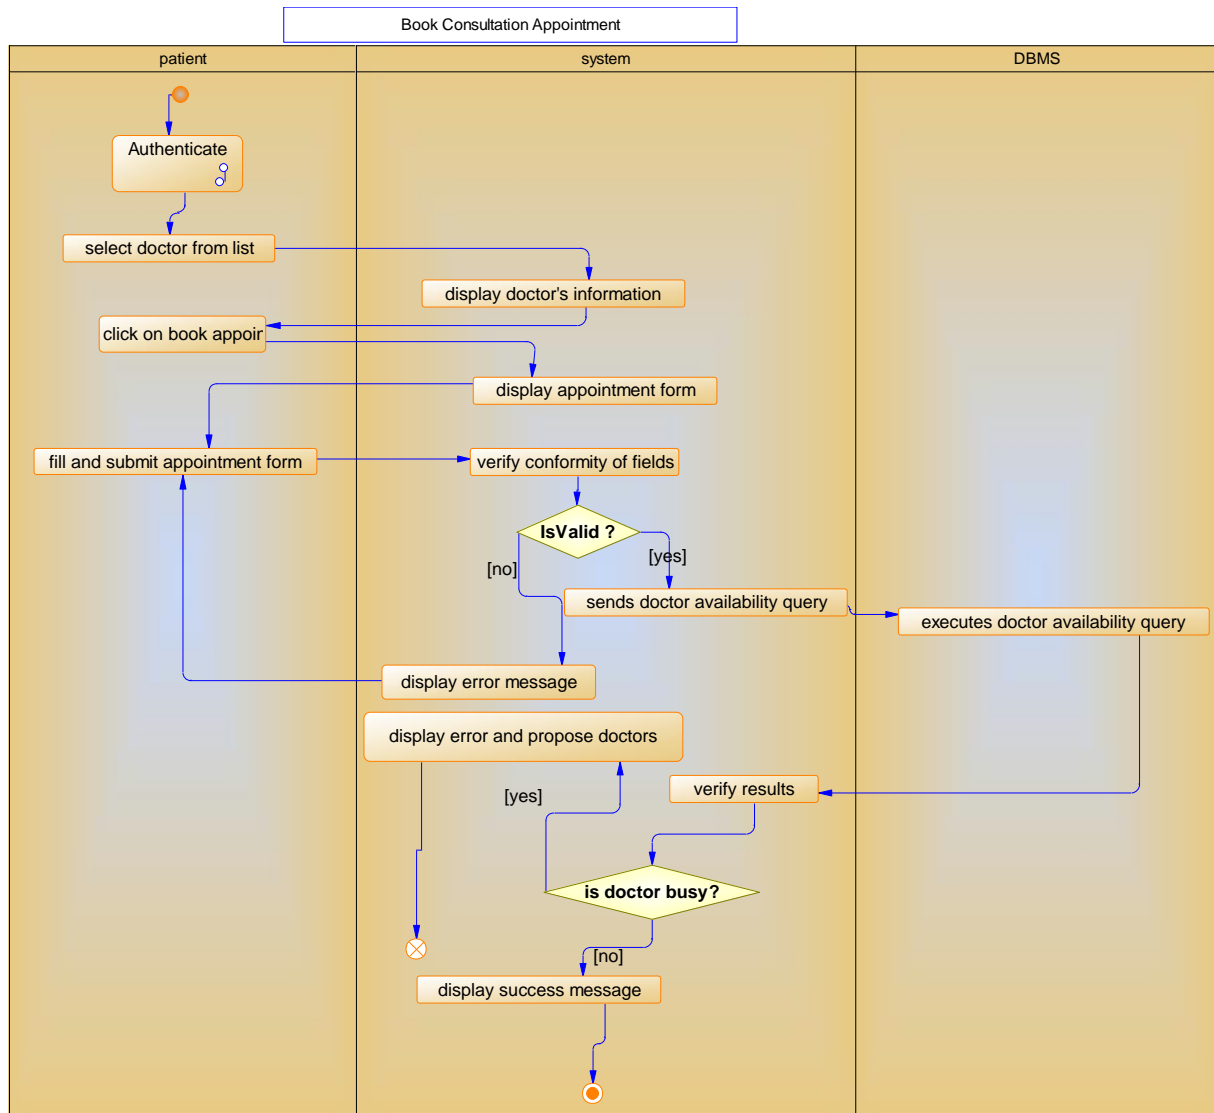 Book Consultation Appointment
patient
system
DBMS
Authenticate
select doctor from list
display doctor's information
click on book appoir
display appointment form
fill and submit appointment form
verify conformity of fields
IsValid ?
[yes]
[no]
sends doctor availability query
executes doctor availability query
display error message
display error and propose doctors
verify results
[yes]
is doctor busy?
[no]
display success message